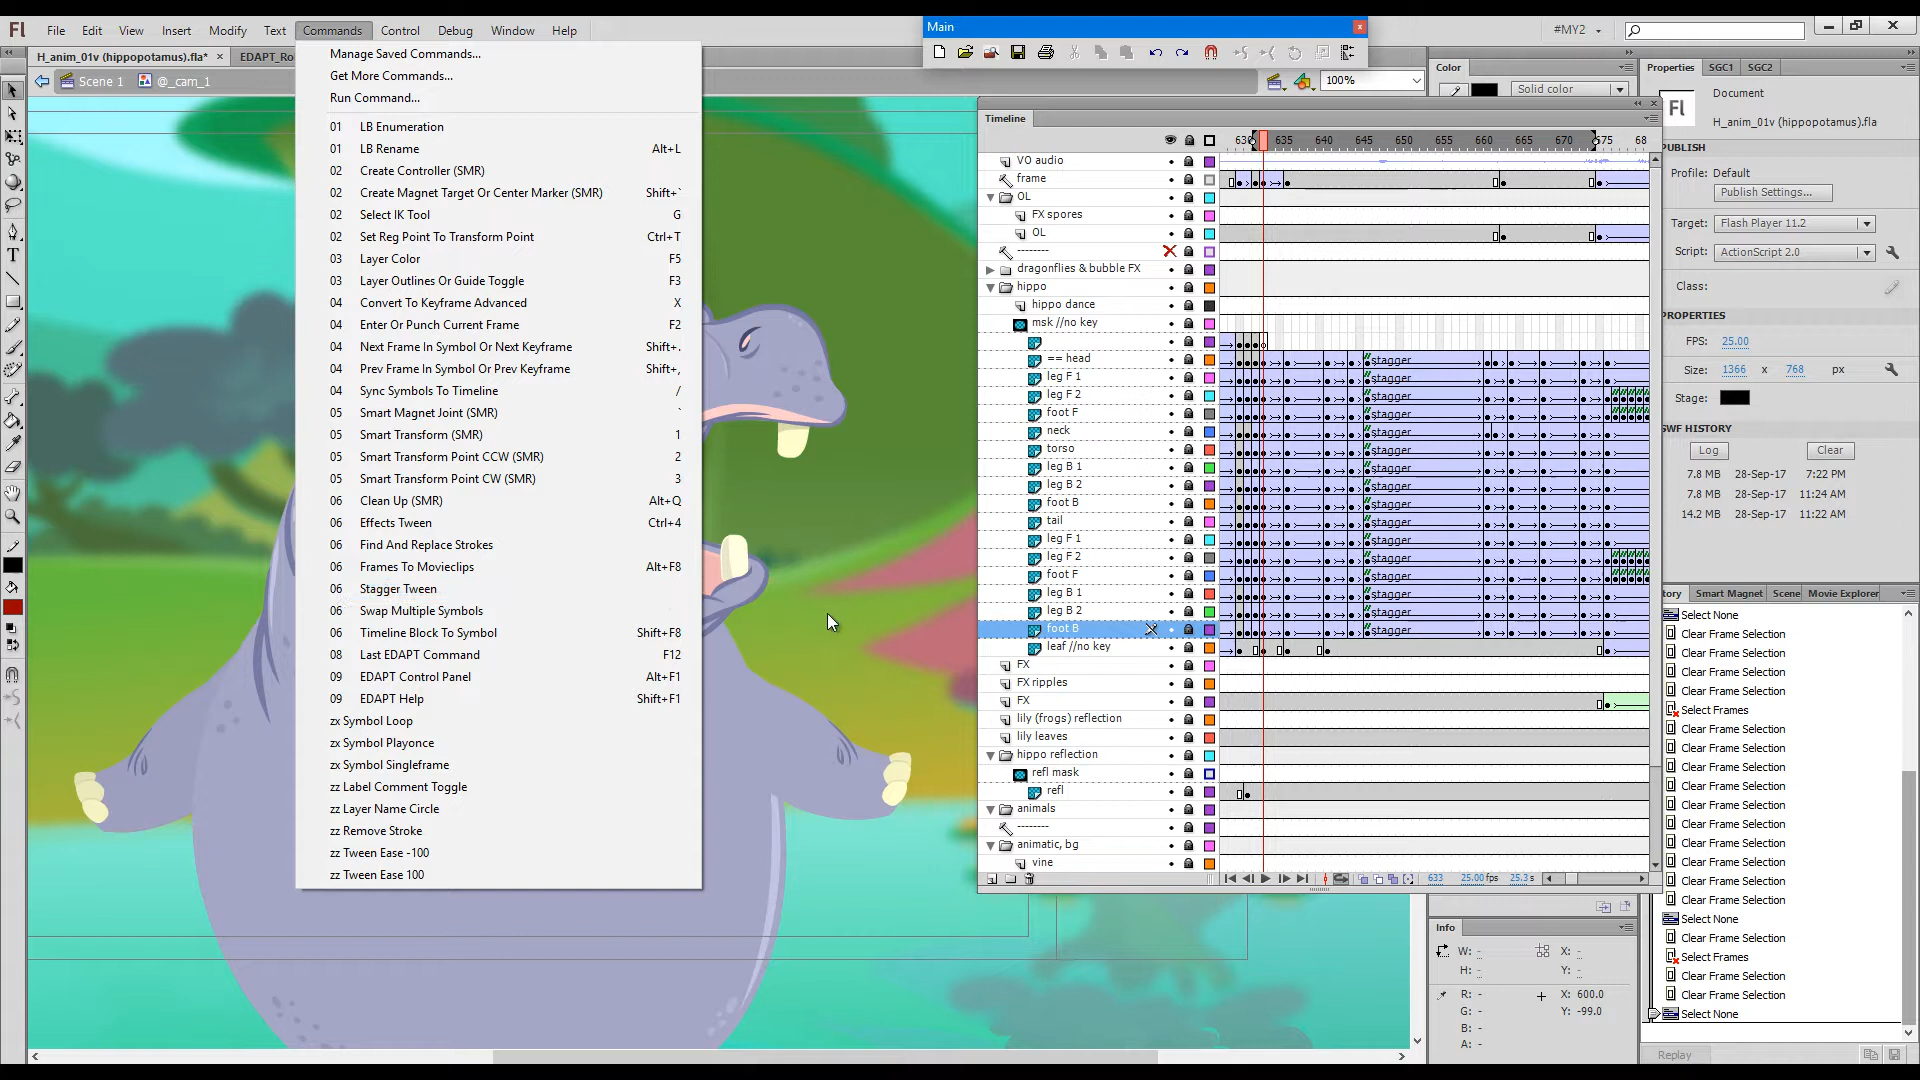 Fl File Edit View Insert Modify Text Commands Control Debug Window Help
#MY2
H_anim_01v (hippopotamus).fla* ×
EDAPT_Ro
Scene 1 @_cam_1
100%
Main
Manage Saved Commands...
Get More Commands...
Run Command...
01 LB Enumeration
01 LB Rename Alt+L
02 Create Controller (SMR)
02 Create Magnet Target Or Center Marker (SMR) Shift+`
02 Select IK Tool G
02 Set Reg Point To Transform Point Ctrl+T
03 Layer Color F5
03 Layer Outlines Or Guide Toggle F3
04 Convert To Keyframe Advanced X
04 Enter Or Punch Current Frame F2
04 Next Frame In Symbol Or Next Keyframe Shift+.
04 Prev Frame In Symbol Or Prev Keyframe Shift+,
04 Sync Symbols To Timeline /
05 Smart Magnet Joint (SMR) `
05 Smart Transform (SMR) 1
05 Smart Transform Point CCW (SMR) 2
05 Smart Transform Point CW (SMR) 3
06 Clean Up (SMR) Alt+Q
06 Effects Tween Ctrl+4
06 Find And Replace Strokes
06 Frames To Movieclips Alt+F8
06 Stagger Tween
06 Swap Multiple Symbols
06 Timeline Block To Symbol Shift+F8
08 Last EDAPT Command F12
09 EDAPT Control Panel Alt+F1
09 EDAPT Help Shift+F1
zx Symbol Loop
zx Symbol Playonce
zx Symbol Singleframe
zz Label Comment Toggle
zz Layer Name Circle
zz Remove Stroke
zz Tween Ease -100
zz Tween Ease 100
Timeline
630 635 640 645 650 655 660 665 670 675 68
VO audio
frame
OL
FX spores
OL
--------
dragonflies & bubble FX
hippo
hippo dance
msk //no key
== head stagger
leg F 1 stagger
leg F 2 stagger
foot F stagger
neck stagger
torso stagger
leg B 1 stagger
leg B 2 stagger
foot B stagger
tail stagger
leg F 1 stagger
leg F 2 stagger
foot F stagger
leg B 1 stagger
leg B 2 stagger
foot B stagger
leaf //no key
FX
FX ripples
FX
lily (frogs) reflection
lily leaves
hippo reflection
refl mask
refl
animals
--------
animatic, bg
vine
633 25.00 fps 25.3 s
Color
Solid color
Properties SGC1 SGC2
Fl
Document
H_anim_01v (hippopotamus).fla
PUBLISH
Profile: Default
Publish Settings...
Target: Flash Player 11.2
Script: ActionScript 2.0
Class:
PROPERTIES
FPS: 25.00
Size: 1366 x 768 px
Stage:
SWF HISTORY
Log Clear
7.8 MB 28-Sep-17 7:22 PM
7.8 MB 28-Sep-17 11:24 AM
14.2 MB 28-Sep-17 11:22 AM
tory Smart Magnet Scene Movie Explorer
Select None
Clear Frame Selection
Clear Frame Selection
Clear Frame Selection
Clear Frame Selection
Select Frames
Clear Frame Selection
Clear Frame Selection
Clear Frame Selection
Clear Frame Selection
Clear Frame Selection
Clear Frame Selection
Clear Frame Selection
Clear Frame Selection
Clear Frame Selection
Clear Frame Selection
Select None
Clear Frame Selection
Select Frames
Clear Frame Selection
Clear Frame Selection
Select None
Replay
Info
W: - X: -
H: - Y: -
R: - X: 600.0
G: - Y: -99.0
B: -
A: -